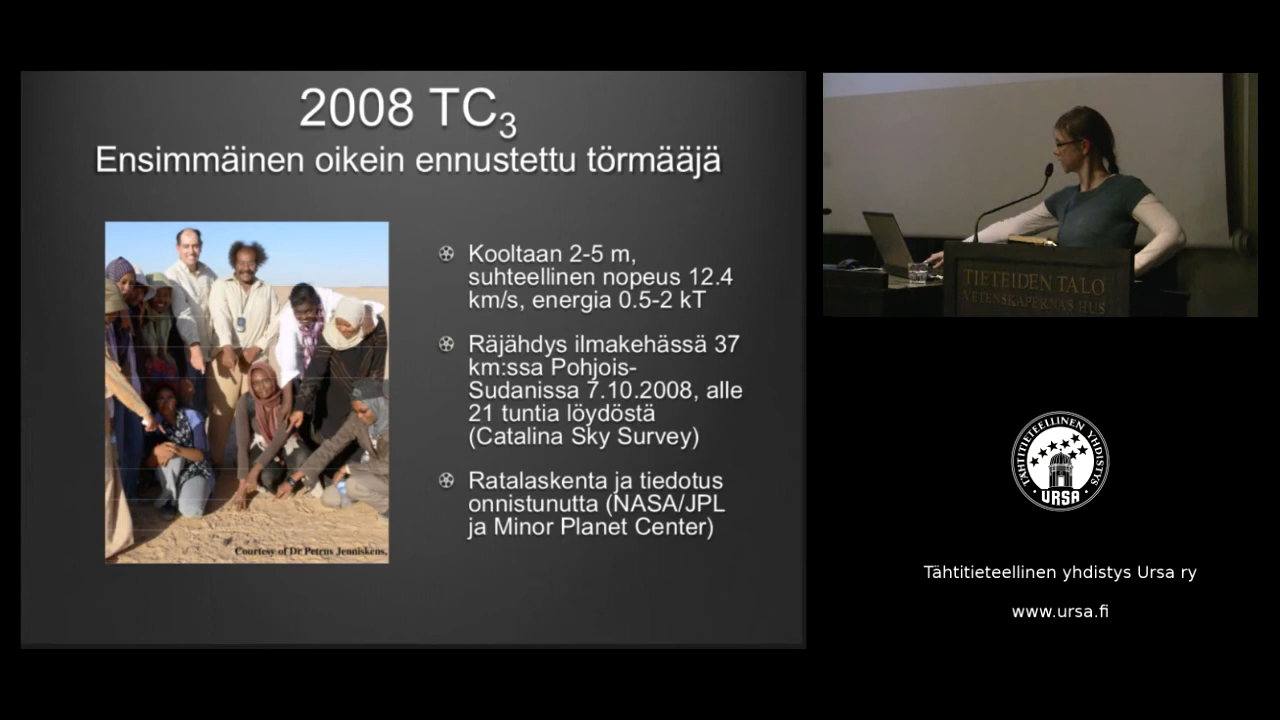 2008 TC₃
Ensimmäinen oikein ennustettu törmääjä
Kooltaan 2-5 m,
suhteellinen nopeus 12.4
km/s, energia 0.5-2 kT
Räjähdys ilmakehässä 37
km:ssa Pohjois-
Sudanissa 7.10.2008, alle
21 tuntia löydöstä
(Catalina Sky Survey)
Ratalaskenta ja tiedotus
onnistunutta (NASA/JPL
ja Minor Planet Center)
Courtesy of Dr Petrus Jenniskens,
TIETEIDEN TALO
VETENSKAPERNAS HUS
TÄHTITIETEELLINEN YHDISTYS
URSA
Tähtitieteellinen yhdistys Ursa ry
www.ursa.fi